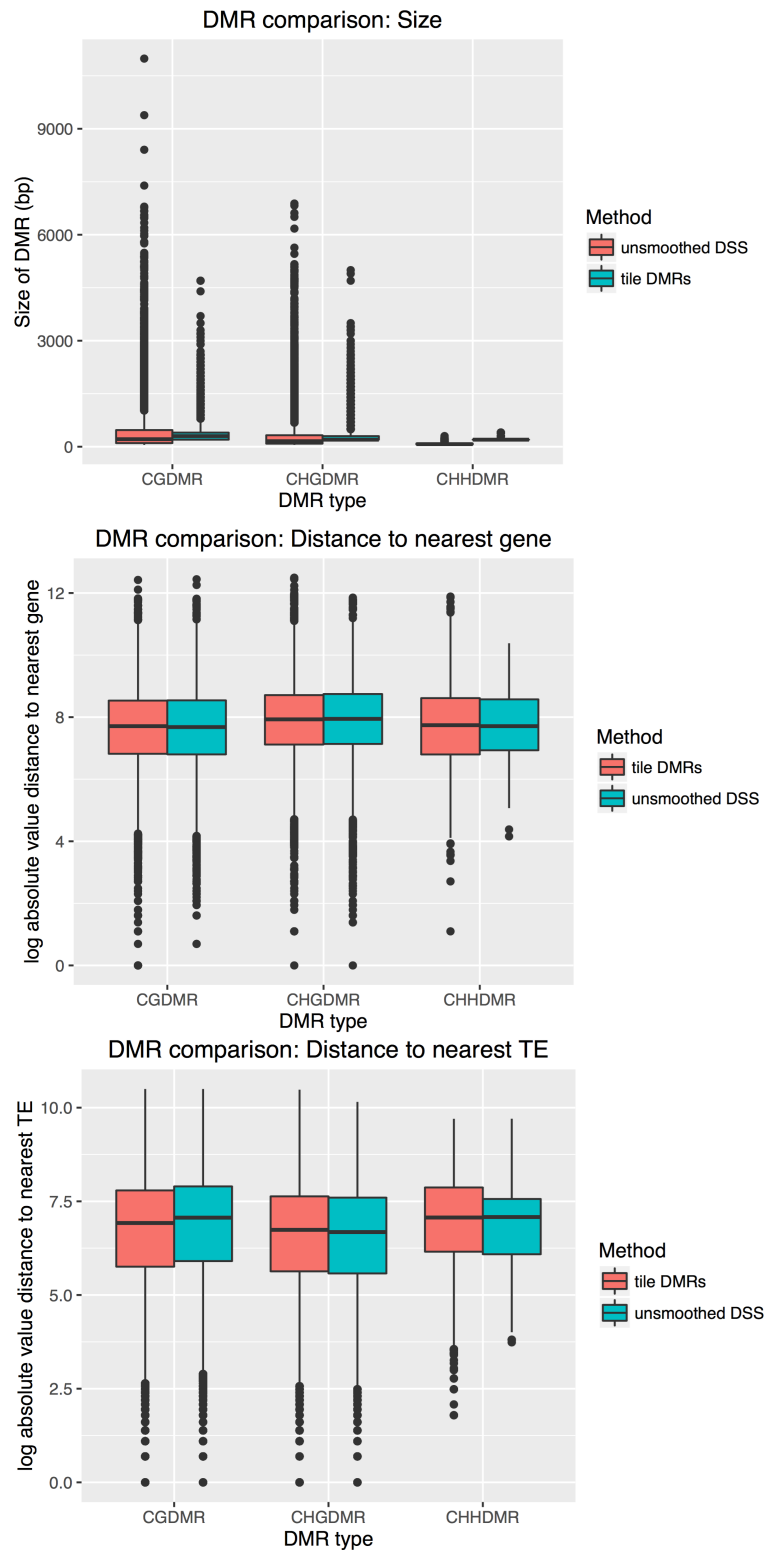 DMR comparison: Size
Size of DMR (bp)
9000
6000
3000
0
CGDMR
CHGDMR
CHHDMR
DMR type
Method
unsmoothed DSS
tile DMRs
DMR comparison: Distance to nearest gene
log absolute value distance to nearest gene
12
8
4
0
CGDMR
CHGDMR
CHHDMR
DMR type
Method
tile DMRs
unsmoothed DSS
DMR comparison: Distance to nearest TE
log absolute value distance to nearest TE
10.0
7.5
5.0
2.5
0.0
CGDMR
CHGDMR
CHHDMR
DMR type
Method
tile DMRs
unsmoothed DSS